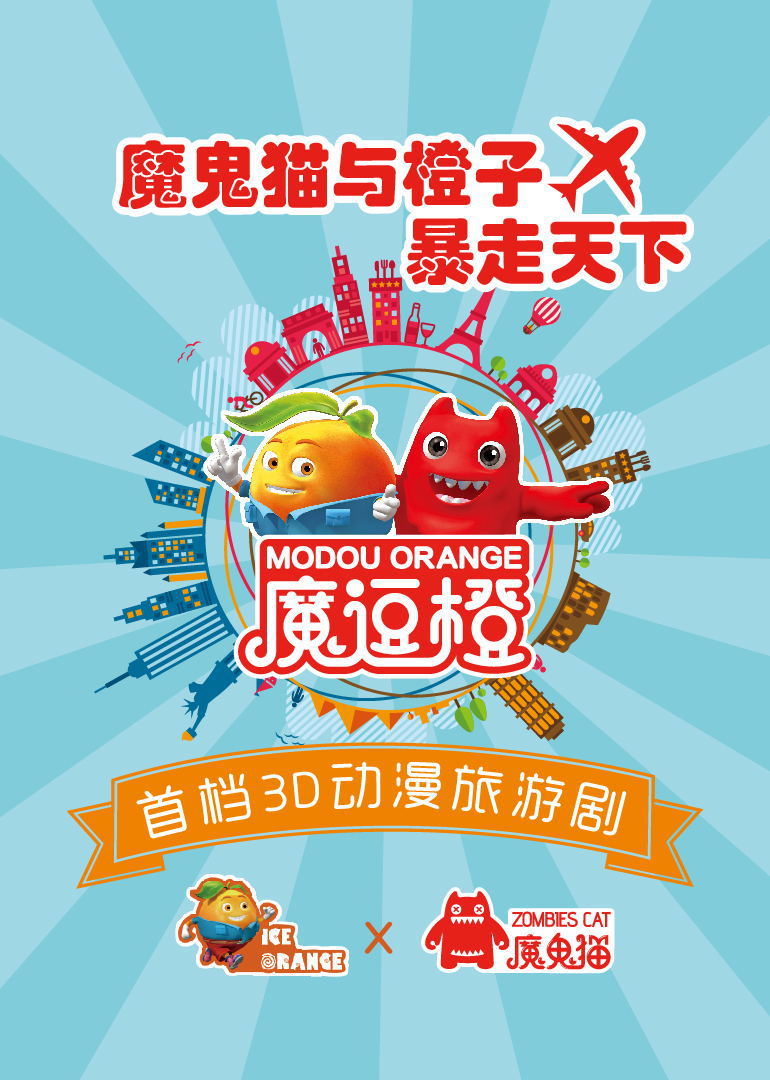 魔鬼猫与橙子
暴走天下
MODOU ORANGE
魔逗橙
首档3D动漫旅游剧
ICE
ORANGE
X
ZOMBIES CAT
魔鬼猫